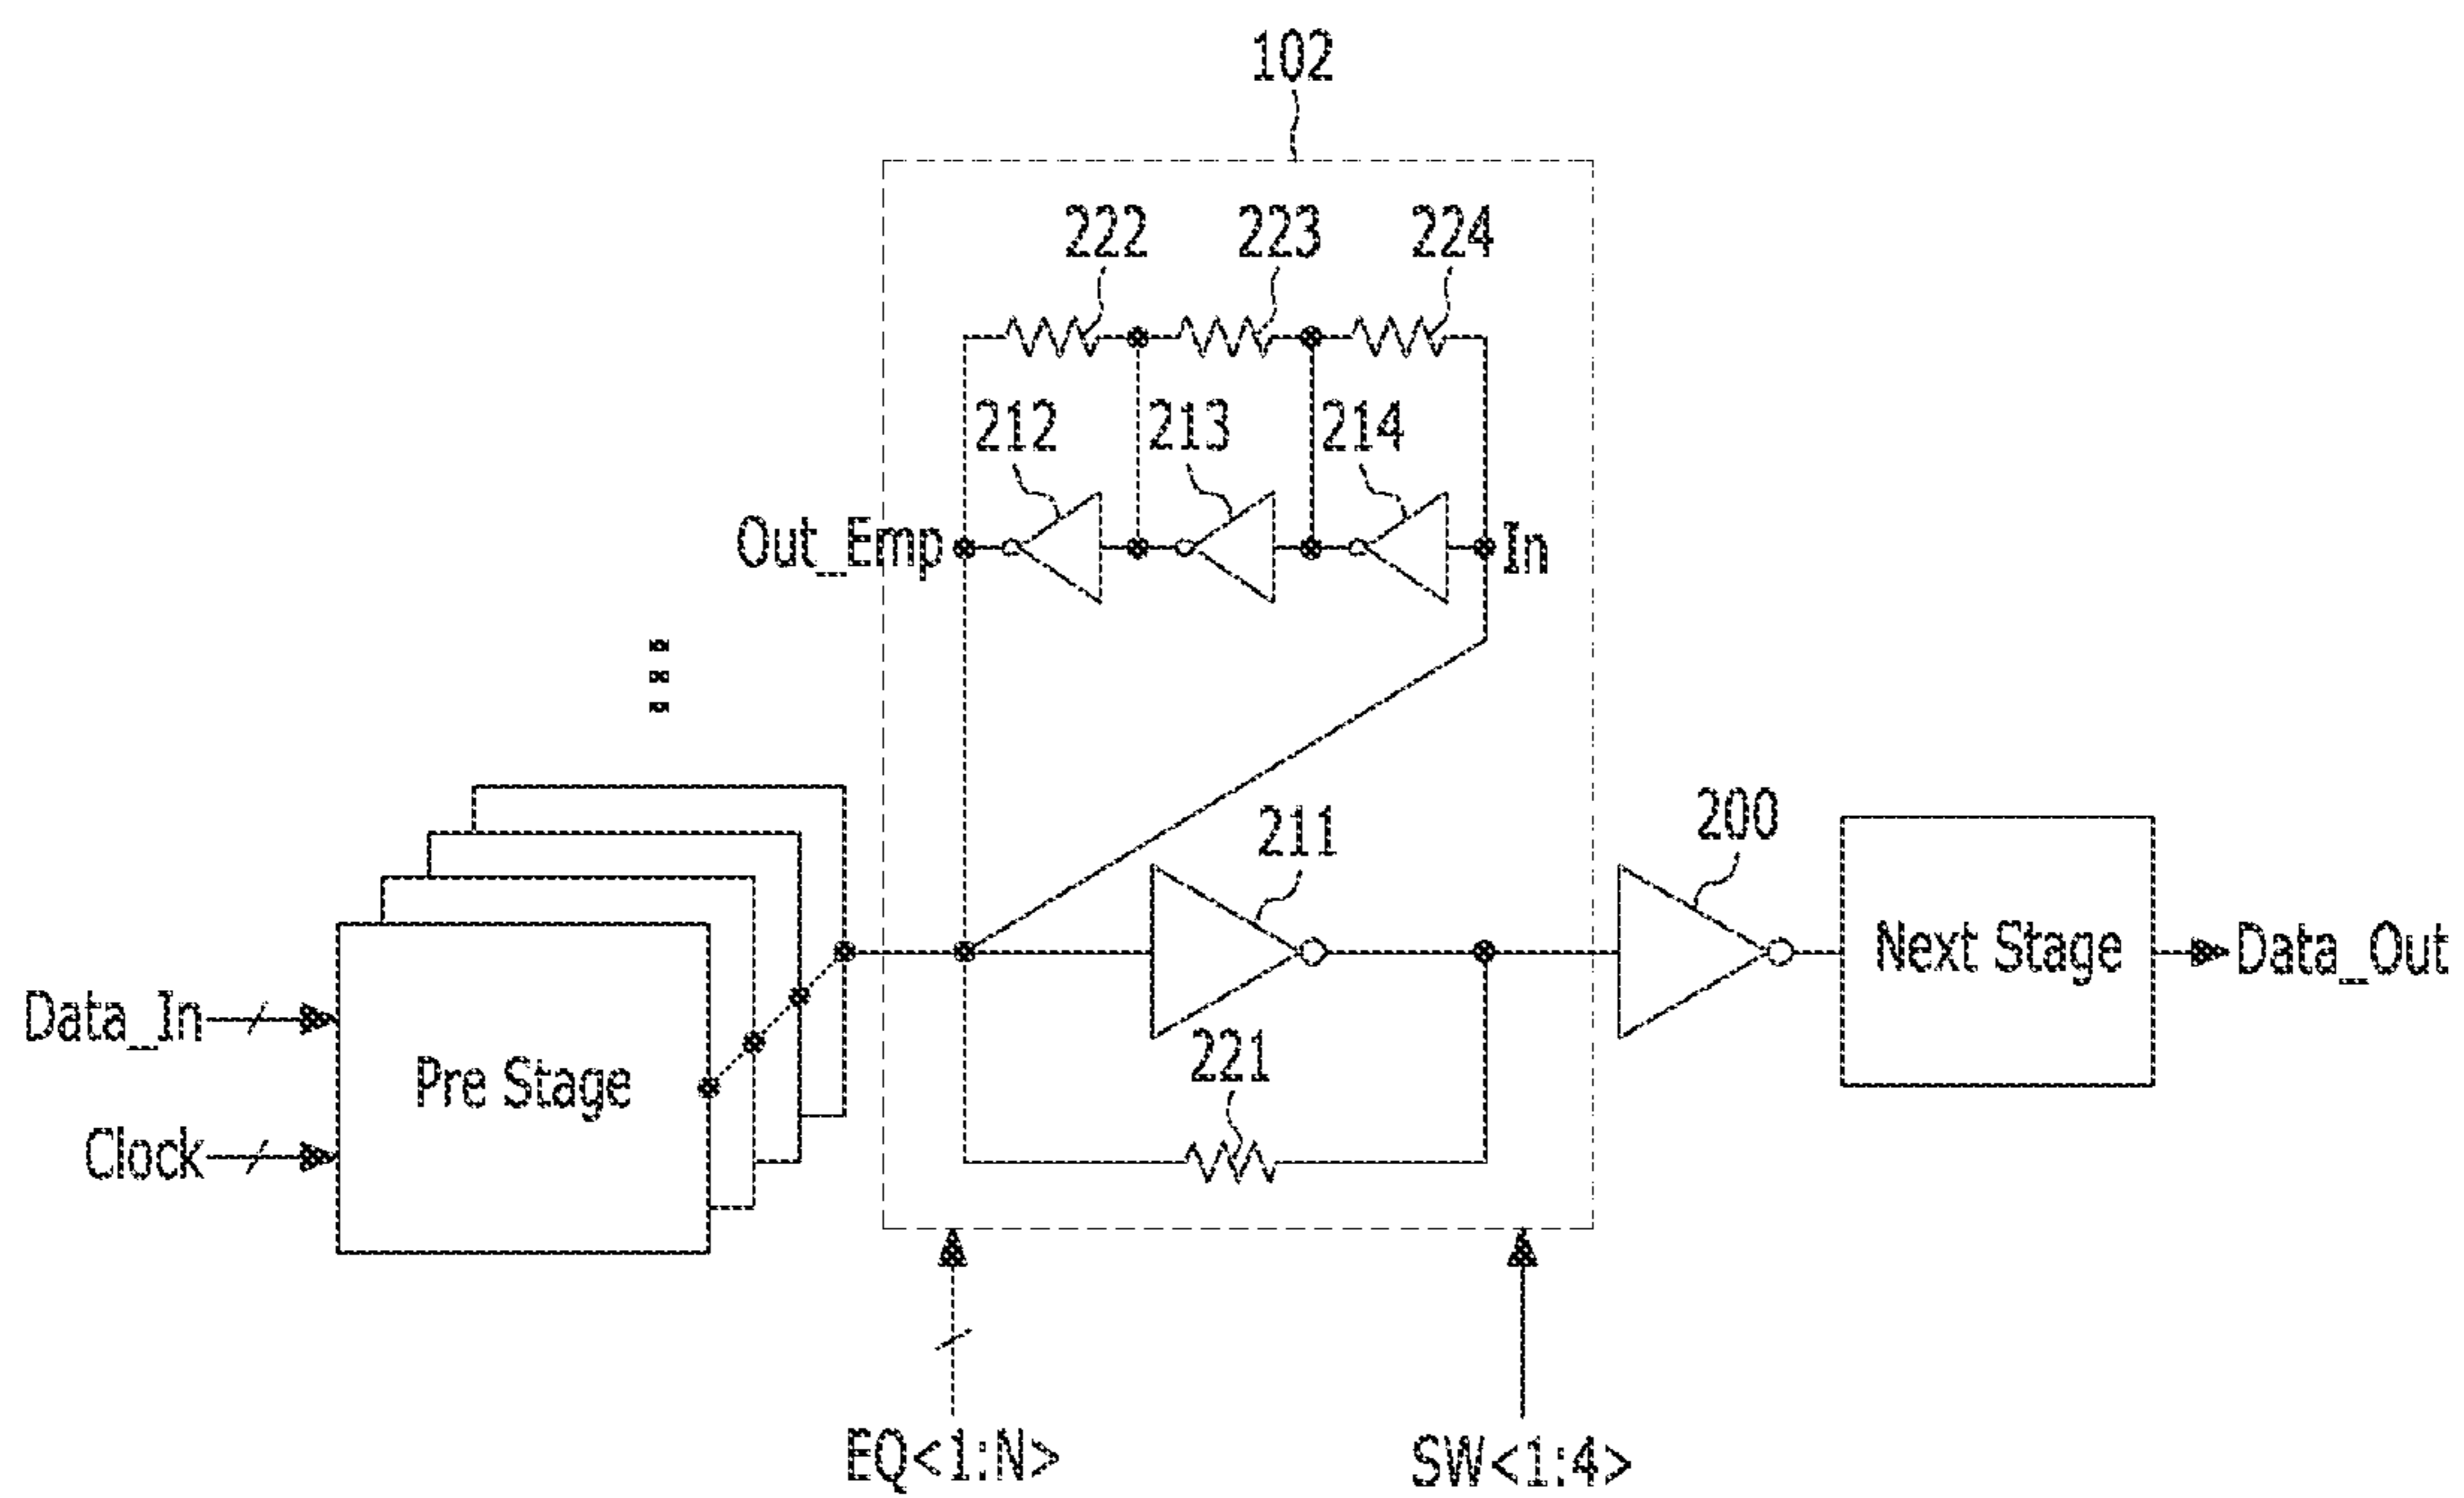 102
222 223 224
212 213 214
Out_Emp In
211 200
Next Stage Data_Out
Data_In
Pre Stage 221
Clock
EQ<1:N> SW<1:4>